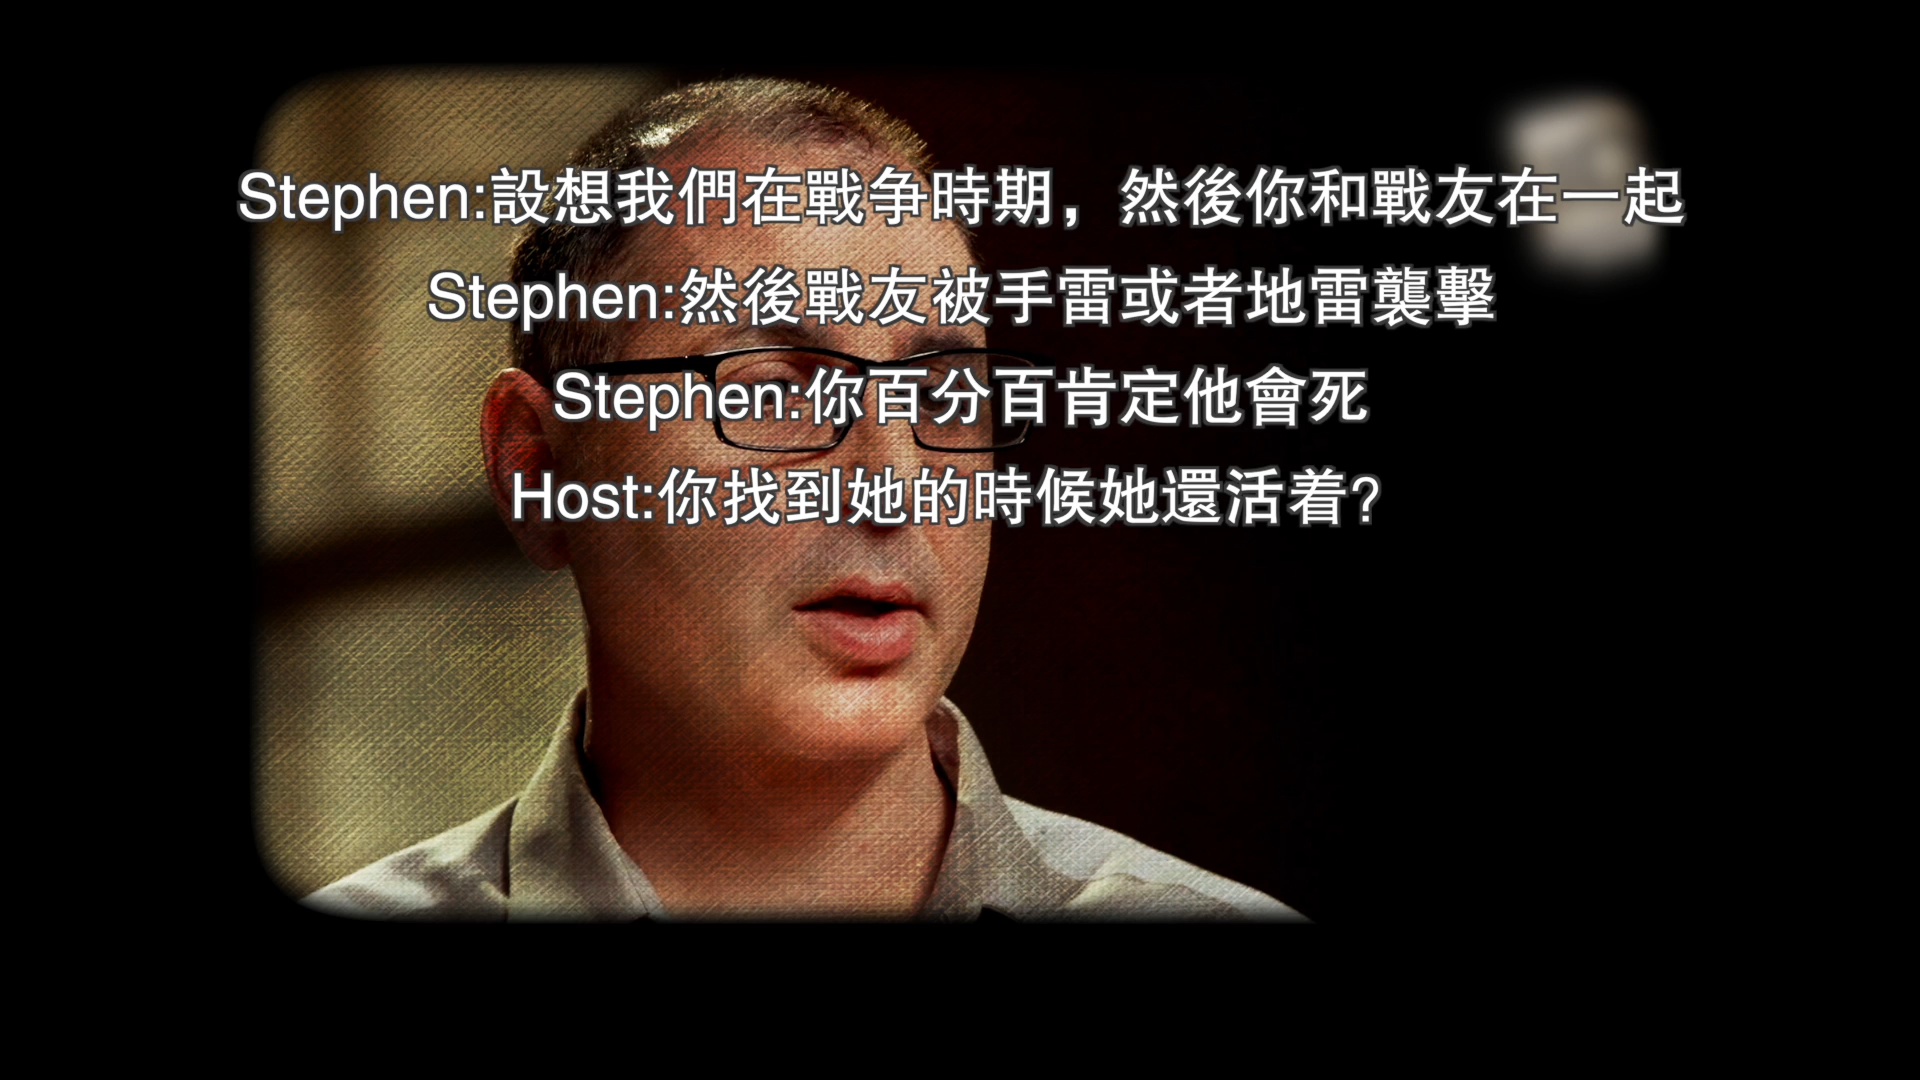 Stephen:設想我們在戰争時期，然後你和戰友在一起
Stephen:然後戰友被手雷或者地雷襲擊
Stephen:你百分百肯定他會死
Host:你找到她的時候她還活着?